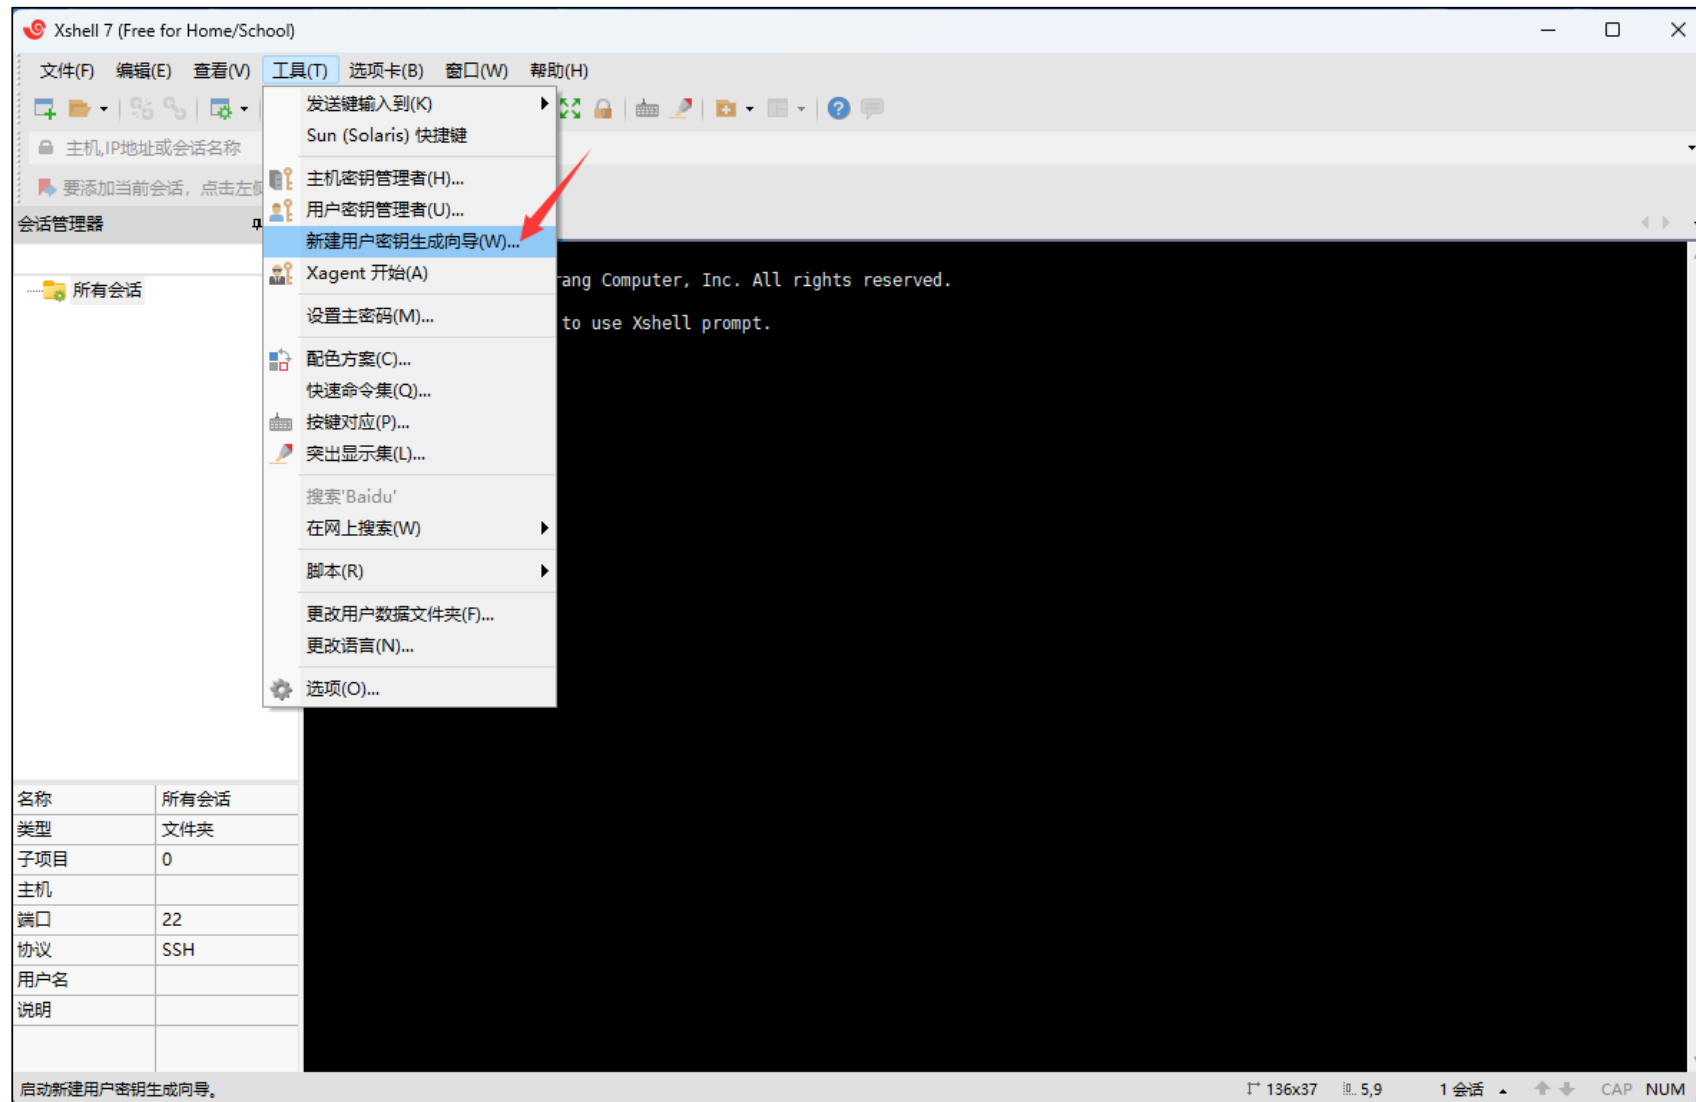 Xshell 7 (Free for Home/School)
文件(F) 编辑(E) 查看(V) 工具(T) 选项卡(B) 窗口(W) 帮助(H)
主机,IP地址或会话名称
要添加当前会话，点击左
会话管理器
所有会话
发送键输入到(K)
Sun (Solaris) 快捷键
主机密钥管理者(H)...
用户密钥管理者(U)...
新建用户密钥生成向导(W)...
Xagent 开始(A)
设置主密码(M)...
配色方案(C)...
快速命令集(Q)...
按键对应(P)...
突出显示集(L)...
搜索'Baidu'
在网上搜索(W)
脚本(R)
更改用户数据文件夹(F)...
更改语言(N)...
选项(O)...
ang Computer, Inc. All rights reserved.
to use Xshell prompt.
名称 所有会话
类型 文件夹
子项目 0
主机
端口 22
协议 SSH
用户名
说明
启动新建用户密钥生成向导。 136x37 5,9 1 会话 CAP NUM